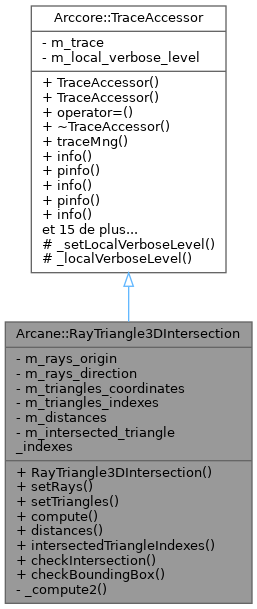 Arccore::TraceAccessor
- m_trace
- m_local_verbose_level
+ TraceAccessor()
+ TraceAccessor()
+ operator=()
+ ~TraceAccessor()
+ traceMng()
+ info()
+ pinfo()
+ info()
+ pinfo()
+ info()
et 15 de plus...
# _setLocalVerboseLevel()
# _localVerboseLevel()
Arcane::RayTriangle3DIntersection
- m_rays_origin
- m_rays_direction
- m_triangles_coordinates
- m_triangles_indexes
- m_distances
- m_intersected_triangle
_indexes
+ RayTriangle3DIntersection()
+ setRays()
+ setTriangles()
+ compute()
+ distances()
+ intersectedTriangleIndexes()
+ checkIntersection()
+ checkBoundingBox()
- _compute2()